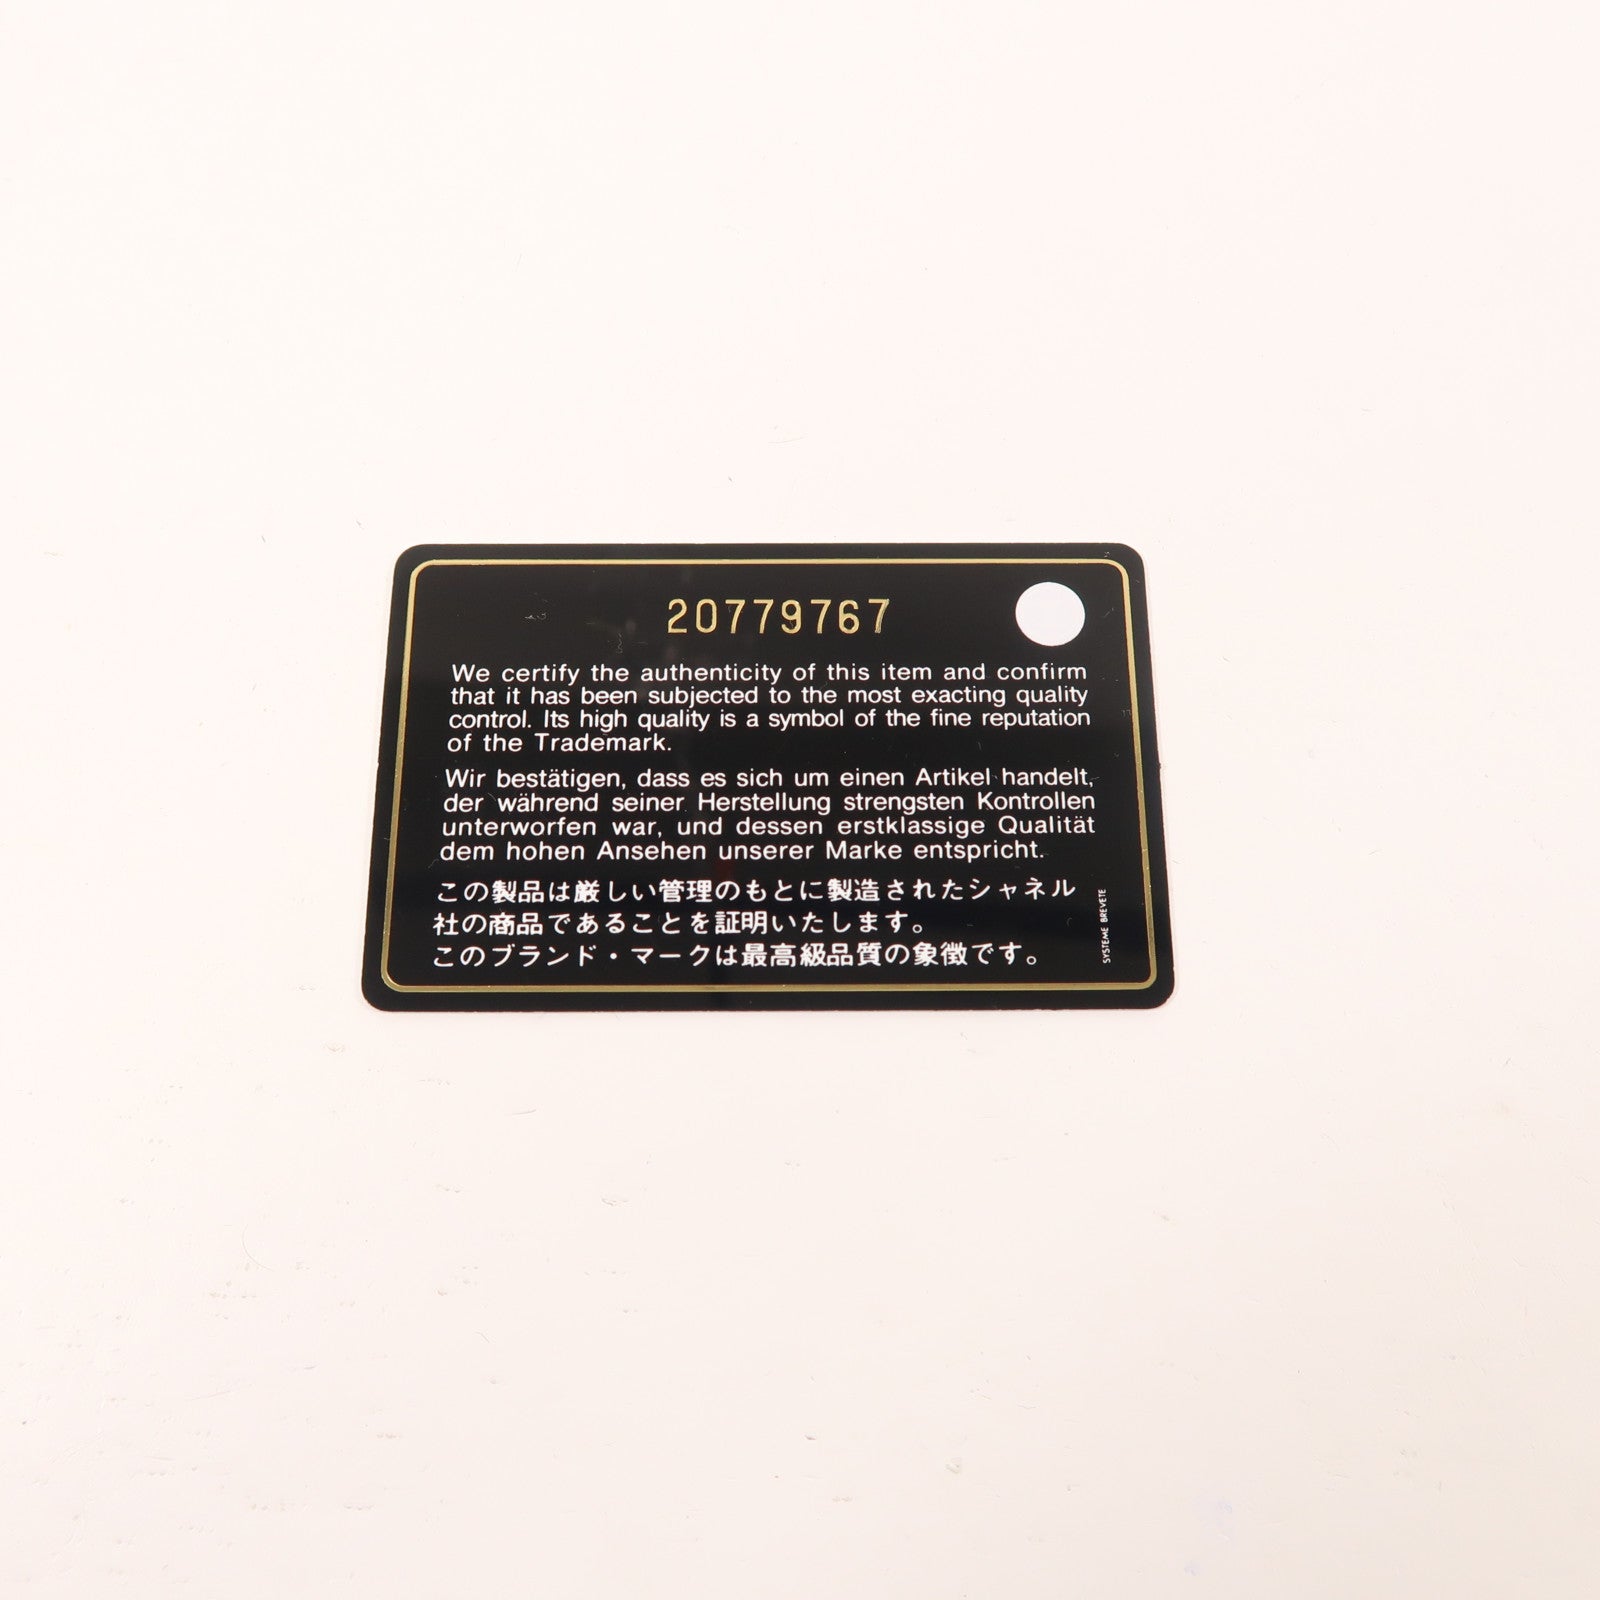 20779767
We certify the authenticity of this item and confirm
that it has been subjected to the most exacting quality
control. Its high quality is a symbol of the fine reputation
of the Trademark.
Wir bestätigen, dass es sich um einen Artikel handelt,
der während seiner Herstellung strengsten Kontrollen
unterworfen war, und dessen erstklassige Qualität
dem hohen Ansehen unserer Marke entspricht.
この製品は厳しい管理のもとに製造されたシャネル
社の商品であることを証明いたします。
このブランド・マークは最高級品質の象徴です。
SYSTEME BREVETE